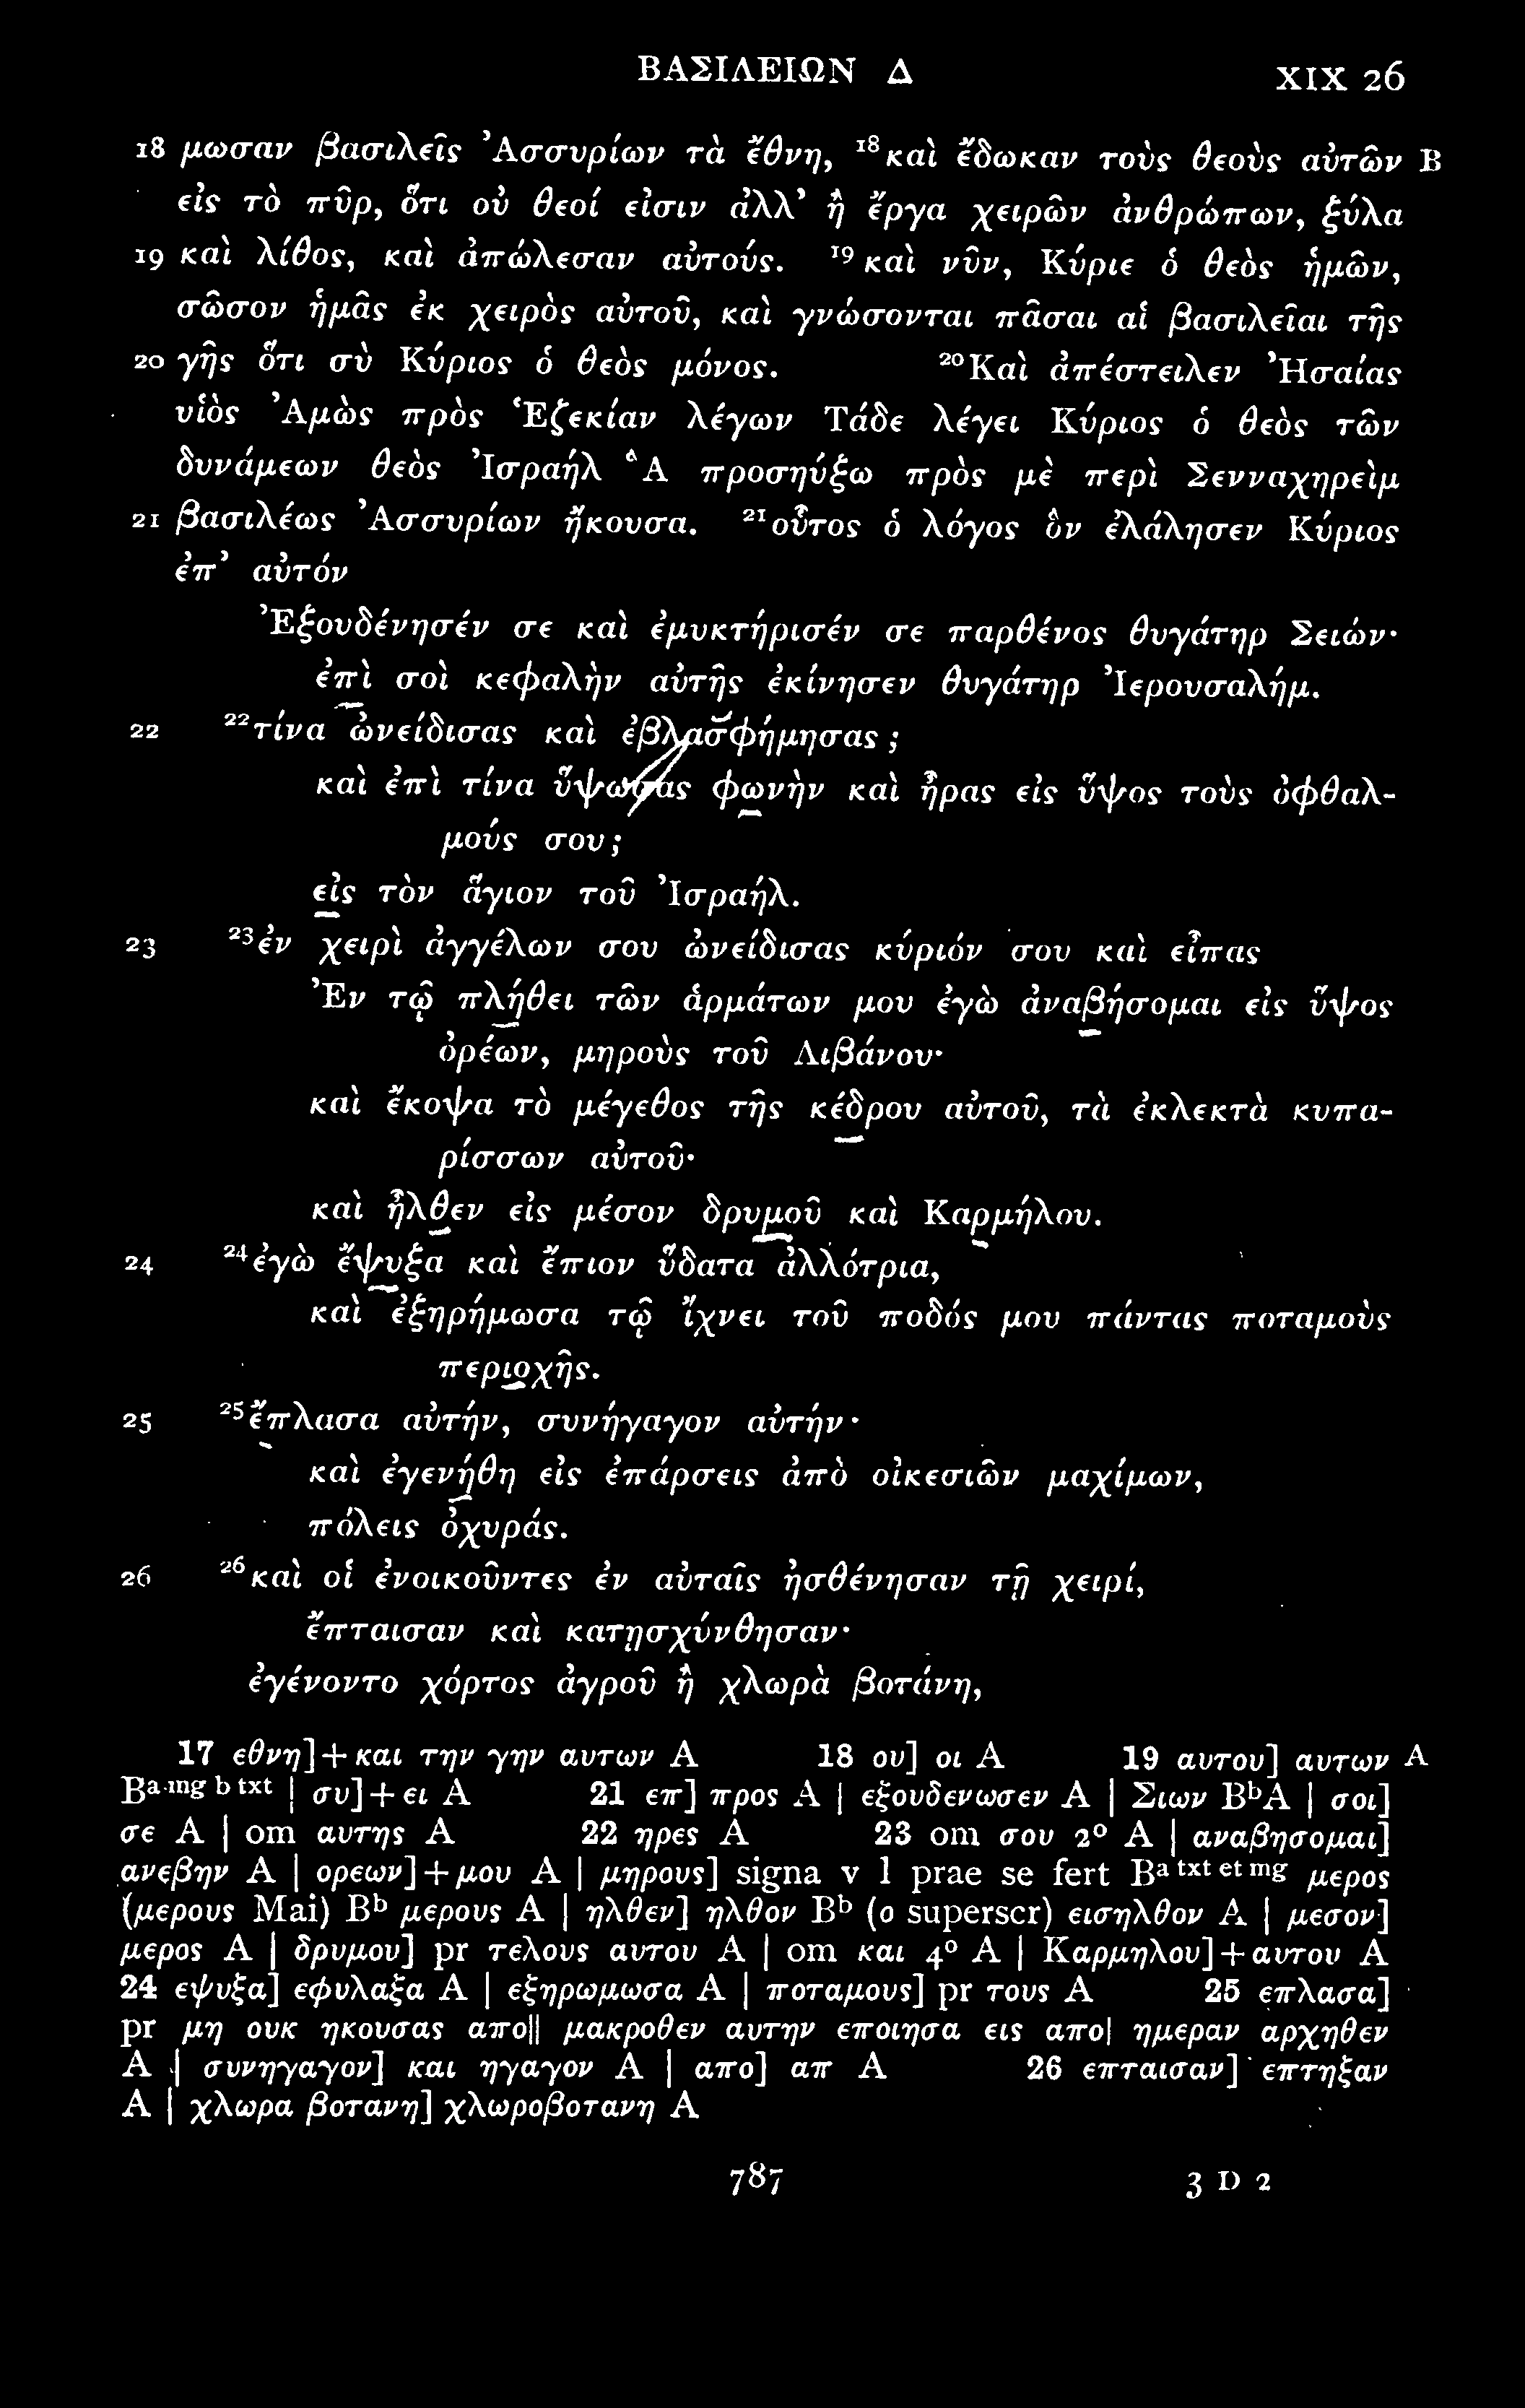 ΒΑΣΙΛΕΙΩΝ Δ XIX 26
18 μωσαν βασιλεῖς Ἀσσυρίων τὰ ἔθνη, ¹⁸καὶ ἔδωκαν τοὺς θεοὺς αὐτῶν B
εἰς τὸ πῦρ, ὅτι οὐ θεοί εἰσιν ἀλλ’ ἢ ἔργα χειρῶν ἀνθρώπων, ξύλα
19 καὶ λίθος, καὶ ἀπώλεσαν αὐτούς. ¹⁹καὶ νῦν, Κύριε ὁ θεὸς ἡμῶν,
σῶσον ἡμᾶς ἐκ χειρὸς αὐτοῦ, καὶ γνώσονται πᾶσαι αἱ βασιλεῖαι τῆς
20 γῆς ὅτι σὺ Κύριος ὁ θεὸς μόνος. ²⁰Καὶ ἀπέστειλεν Ἠσαίας
υἱὸς Ἀμὼς πρὸς Ἑζεκίαν λέγων Τάδε λέγει Κύριος ὁ θεὸς τῶν
δυνάμεων θεὸς Ἰσραήλ Ἃ προσηύξω πρὸς μὲ περὶ Σενναχηρεὶμ
21 βασιλέως Ἀσσυρίων ἤκουσα. ²¹οὗτος ὁ λόγος ὃν ἐλάλησεν Κύριος
ἐπ’ αὐτόν
Ἐξουδένησέν σε καὶ ἐμυκτήρισέν σε παρθένος θυγάτηρ Σειών·
ἐπὶ σοὶ κεφαλὴν αὐτῆς ἐκίνησεν θυγάτηρ Ἰερουσαλήμ.
22 ²²τίνα ὠνείδισας καὶ ἐβλασφήμησας;
καὶ ἐπὶ τίνα ὕψωσας φωνὴν καὶ ἦρας εἰς ὕψος τοὺς ὀφθαλ-
μούς σου;
εἰς τὸν ἅγιον τοῦ Ἰσραήλ.
23 ²³ἐν χειρὶ ἀγγέλων σου ὠνείδισας κύριόν σου καὶ εἶπας
Ἐν τῷ πλήθει τῶν ἁρμάτων μου ἐγὼ ἀναβήσομαι εἰς ὕψος
ὀρέων, μηροὺς τοῦ Λιβάνου·
καὶ ἔκοψα τὸ μέγεθος τῆς κέδρου αὐτοῦ, τὰ ἐκλεκτὰ κυπα-
ρίσσων αὐτοῦ·
καὶ ἦλθεν εἰς μέσον δρυμοῦ καὶ Καρμήλου.
24 ²⁴ἐγὼ ἔψυξα καὶ ἔπιον ὕδατα ἀλλότρια,
καὶ ἐξηρήμωσα τῷ ἴχνει τοῦ ποδός μου πάντας ποταμοὺς
περιοχῆς.
25 ²⁵ἔπλασα αὐτήν, συνήγαγον αὐτήν·
καὶ ἐγενήθη εἰς ἐπάρσεις ἀπὸ οἰκεσιῶν μαχίμων,
πόλεις ὀχυράς.
26 ²⁶καὶ οἱ ἐνοικοῦντες ἐν αὐταῖς ἠσθένησαν τῇ χειρί,
ἔπταισαν καὶ κατῃσχύνθησαν·
ἐγένοντο χόρτος ἀγροῦ ἢ χλωρὰ βοτάνη,
17 εθνη]+και την γην αυτων A 18 ου] οι A 19 αυτου] αυτων A
Bᵃ·ᵐᵍ ᵇ ᵗˣᵗ | συ]+ει A 21 επ] προς A | εξουδενωσεν A | Σιων BᵇA | σοι]
σε A | om αυτης A 22 ηρες A 23 om σου 2° A | αναβησομαι]
ανεβην A | ορεων]+μου A | μηρους] signa v l prae se fert Bᵃ ᵗˣᵗ ᵉᵗ ᵐᵍ μερος
(μερους Mai) Bᵇ μερους A | ηλθεν] ηλθον Bᵇ (ο superscr) εισηλθον A | μεσον]
μερος A | δρυμου] pr τελους αυτου A | om και 4° A | Καρμηλου]+αυτου A
24 εψυξα] εφυλαξα A | εξηρωμωσα A | ποταμους] pr τους A 25 επλασα]
pr μη ουκ ηκουσας απο|| μακροθεν αυτην εποιησα εις απο| ημεραν αρχηθεν
A | συνηγαγον] και ηγαγον A | απο] απ A 26 επταισαν] επτηξαν
A | χλωρα βοτανη] χλωροβοτανη A
787 3 D 2